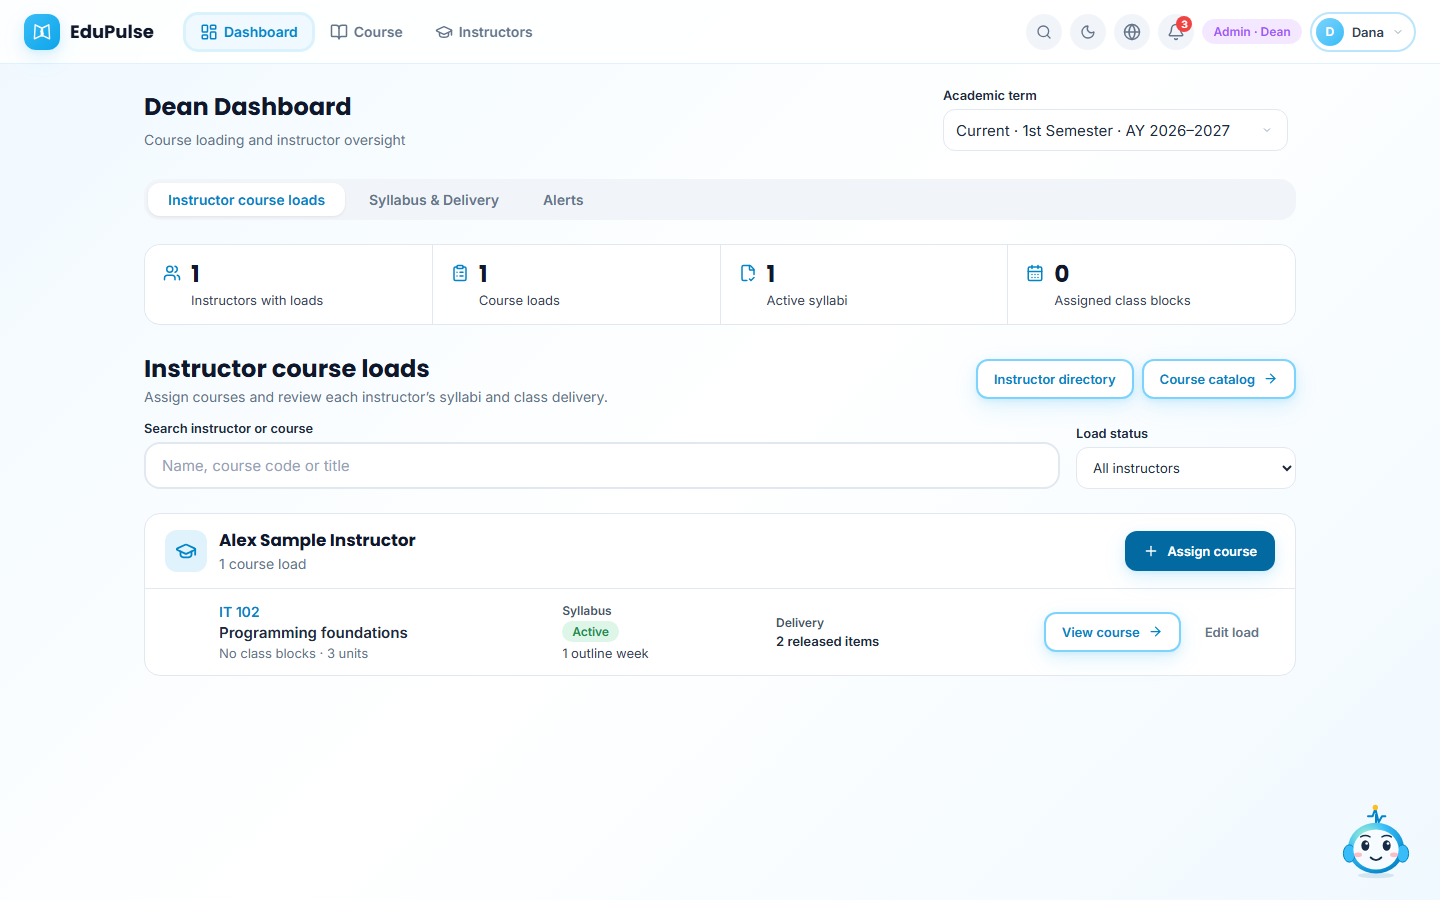 EduPulse
Dashboard
Course
Instructors
3
Admin · Dean
D
Dana
Dean Dashboard
Course loading and instructor oversight
Academic term
Current · 1st Semester · AY 2026–2027
Instructor course loads
Syllabus & Delivery
Alerts
1
Instructors with loads
1
Course loads
1
Active syllabi
0
Assigned class blocks
Instructor course loads
Assign courses and review each instructor’s syllabi and class delivery.
Instructor directory
Course catalog
Search instructor or course
Name, course code or title
Load status
All instructors
Alex Sample Instructor
1 course load
Assign course
IT 102
Programming foundations
No class blocks · 3 units
Syllabus
Active
1 outline week
Delivery
2 released items
View course
Edit load